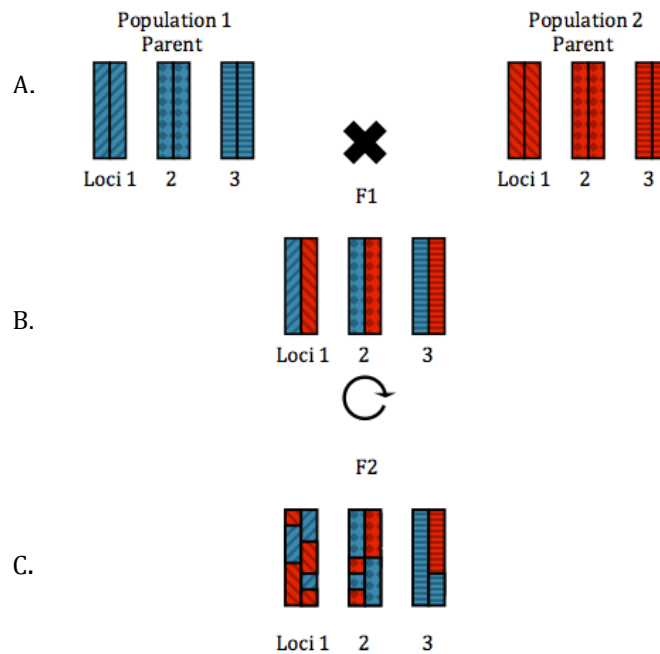 Population 1
Parent
Population 2
Parent
A.
Loci 1 2 3
Loci 1 2 3
F1
B.
Loci 1 2 3
F2
C.
Loci 1 2 3